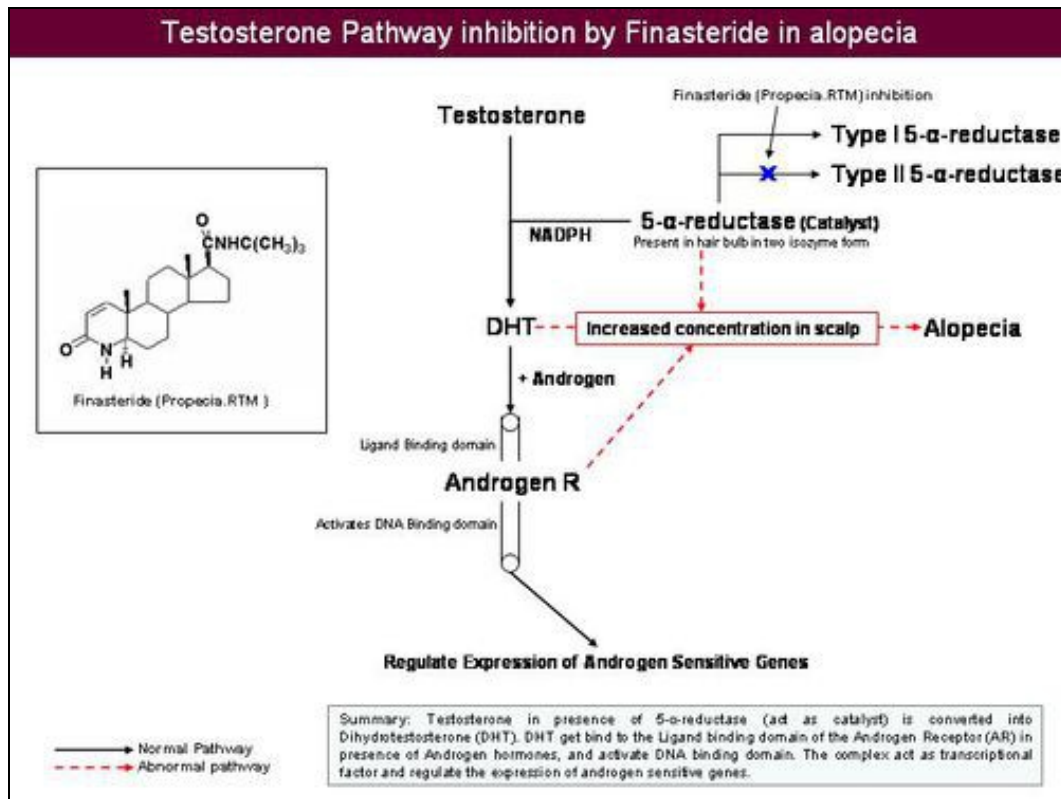 Testosterone Pathway inhibition by Finasteride in alopecia
Finasteride (Propecia.RTM) inhibition
Testosterone
Type I 5-α-reductase
Type II 5-α-reductase
5-α-reductase (Catalyst)
NADPH
Present in hair bulb in two isozyme form
O
CNHC(CH3)3
O
N
H
H
Finasteride (Propecia.RTM )
DHT
Increased concentration in scalp
Alopecia
+ Androgen
Ligand Binding domain
Androgen R
Activates DNA Binding domain
Regulate Expression of Androgen Sensitive Genes
Summary: Testosterone in presence of 5-α-reductase (act as catalyst) is converted into
Dihydrotestosterone (DHT). DHT get bind to the Ligand binding domain of the Androgen Receptor (AR) in
presence of Androgen hormones, and activate DNA binding domain. The complex act as transcriptional
factor and regulate the expression of androgen sensitive genes.
Normal Pathway
Abnormal pathway